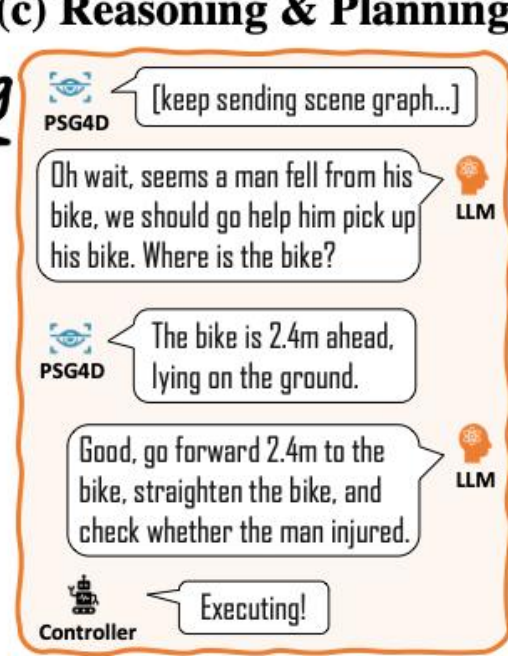 (c) Reasoning & Planning
g
[keep sending scene graph...]
PSG4D
Oh wait, seems a man fell from his
bike, we should go help him pick up
his bike. Where is the bike?
LLM
The bike is 2.4m ahead,
lying on the ground.
PSG4D
Good, go forward 2.4m to the
bike, straighten the bike, and
check whether the man injured.
LLM
Executing!
Controller